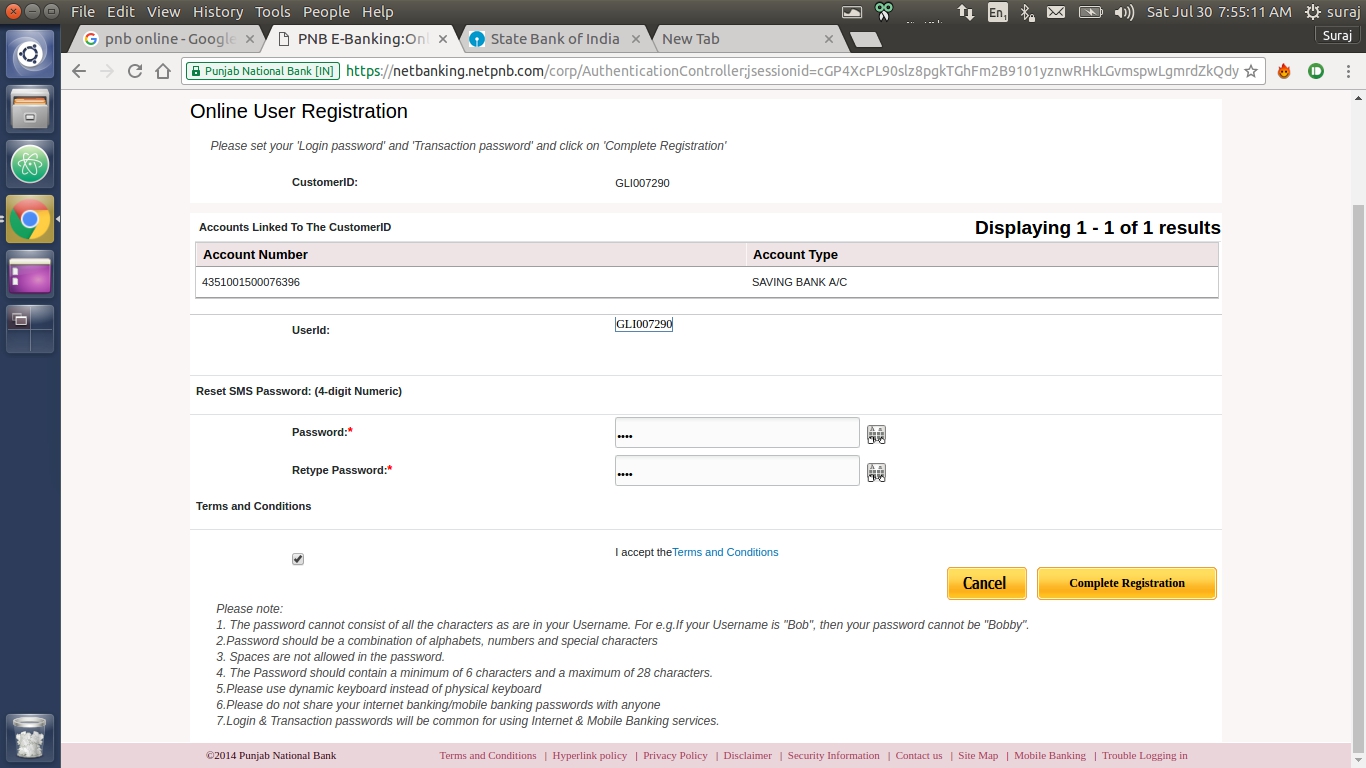 File Edit View History Tools People Help
En1 Sat Jul 30 7:55:11 AM suraj
pnb online - Google
PNB E-Banking:Onl
State Bank of India
New Tab
Suraj
Punjab National Bank [IN] https://netbanking.netpnb.com/corp/AuthenticationController;jsessionid=cGP4XcPL90slz8pgkTGhFm2B9101yznwRHkLGvmspwLgmrdZkQdy
Online User Registration
Please set your 'Login password' and 'Transaction password' and click on 'Complete Registration'
CustomerID: GLI007290
Accounts Linked To The CustomerID Displaying 1 - 1 of 1 results
Account Number Account Type
4351001500076396 SAVING BANK A/C
UserId: GLI007290
Reset SMS Password: (4-digit Numeric)
Password:* ••••
Retype Password:* ••••
Terms and Conditions
I accept theTerms and Conditions
Cancel Complete Registration
Please note:
1. The password cannot consist of all the characters as are in your Username. For e.g.If your Username is "Bob", then your password cannot be "Bobby".
2.Password should be a combination of alphabets, numbers and special characters
3. Spaces are not allowed in the password.
4. The Password should contain a minimum of 6 characters and a maximum of 28 characters.
5.Please use dynamic keyboard instead of physical keyboard
6.Please do not share your internet banking/mobile banking passwords with anyone
7.Login & Transaction passwords will be common for using Internet & Mobile Banking services.
©2014 Punjab National Bank Terms and Conditions | Hyperlink policy | Privacy Policy | Disclaimer | Security Information | Contact us | Site Map | Mobile Banking | Trouble Logging in